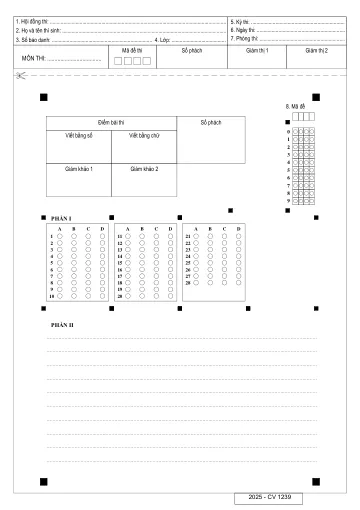 1. Hội đồng thi: ................................................................ 5. Kỳ thi: ....................................
2. Họ và tên thí sinh: ................................................................ 6. Ngày thi: ....................................
3. Số báo danh: ................................ 4. Lớp: ................................ 7. Phòng thi: ....................................
MÔN THI: ................................ Mã đề thi Số phách Giám thị 1 Giám thị 2
8. Mã đề
Điểm bài thi Số phách
Viết bằng số Viết bằng chữ
Giám khảo 1 Giám khảo 2
0
1
2
3
4
5
6
7
8
9
PHẦN I
A B C D A B C D A B C D
1 11 21
2 12 22
3 13 23
4 14 24
5 15 25
6 16 26
7 17 27
8 18 28
9 19
10 20
PHẦN II
2025 - CV 1239